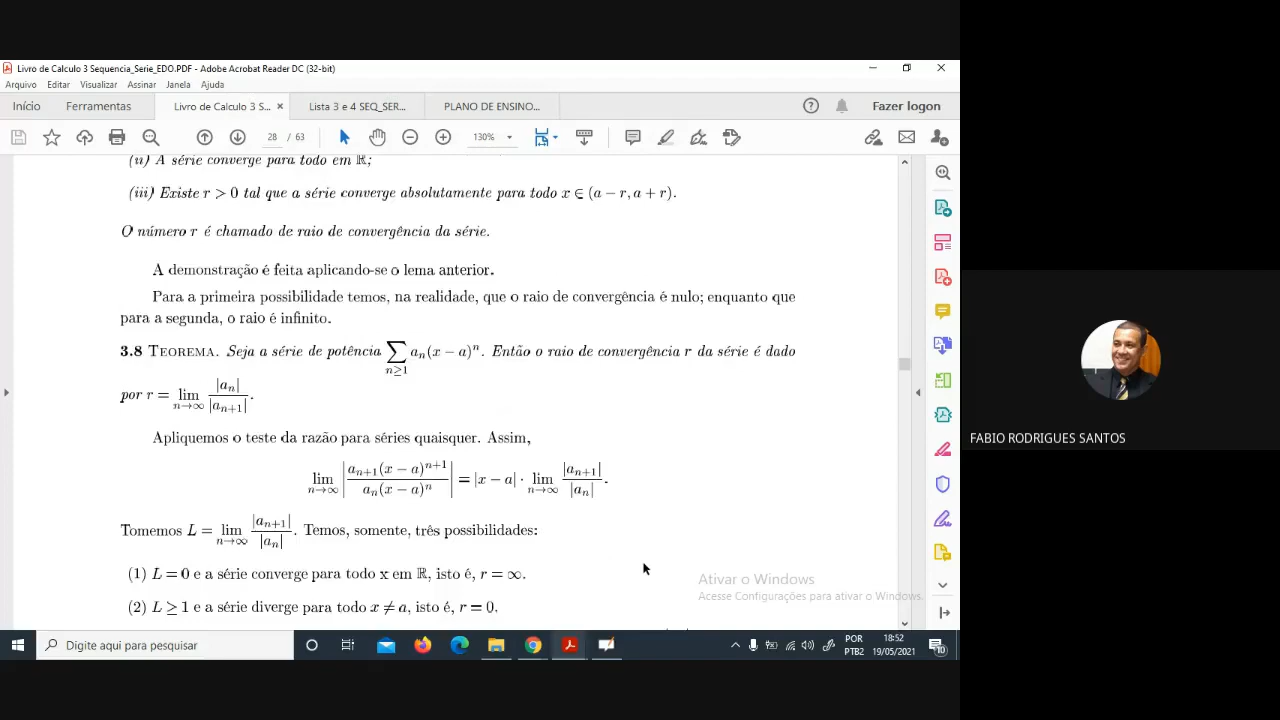 Livro de Calculo 3 Sequencia_Serie_EDO.PDF - Adobe Acrobat Reader DC (32-bit)
Arquivo Editar Visualizar Assinar Janela Ajuda
Início Ferramentas Livro de Calculo 3 S... × Lista 3 e 4 SEQ_SER... PLANO DE ENSINO... Fazer logon
28 / 63 130%
(ii) A série converge para todo em ℝ;
(iii) Existe r > 0 tal que a série converge absolutamente para todo x ∈ (a − r, a + r).
O número r é chamado de raio de convergência da série.
A demonstração é feita aplicando-se o lema anterior.
Para a primeira possibilidade temos, na realidade, que o raio de convergência é nulo; enquanto que
para a segunda, o raio é infinito.
3.8 Teorema. Seja a série de potência ∑_{n≥1} a_n(x − a)^n. Então o raio de convergência r da série é dado
por r = lim_{n→∞} |a_n|/|a_{n+1}|.
Apliquemos o teste da razão para séries quaisquer. Assim,
lim_{n→∞} |a_{n+1}(x − a)^{n+1}/a_n(x − a)^n| = |x − a| · lim_{n→∞} |a_{n+1}|/|a_n|.
Tomemos L = lim_{n→∞} |a_{n+1}|/|a_n|. Temos, somente, três possibilidades:
(1) L = 0 e a série converge para todo x em ℝ, isto é, r = ∞.
(2) L ≥ 1 e a série diverge para todo x ≠ a, isto é, r = 0.
Ativar o Windows
Acesse Configurações para ativar o Windows.
FABIO RODRIGUES SANTOS
Digite aqui para pesquisar
POR
PTB2
18:52
19/05/2021
10